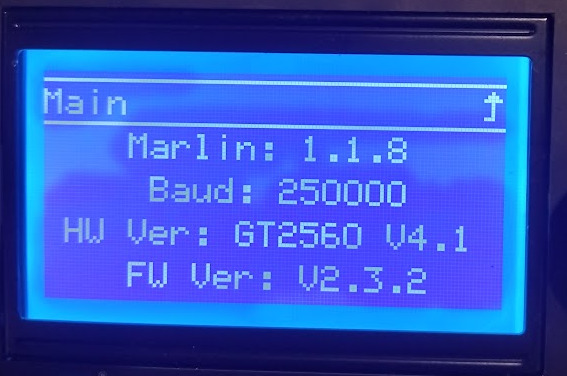 Main
Marlin: 1.1.8
Baud: 250000
HW Ver: GT2560 V4.1
FW Ver: V2.3.2